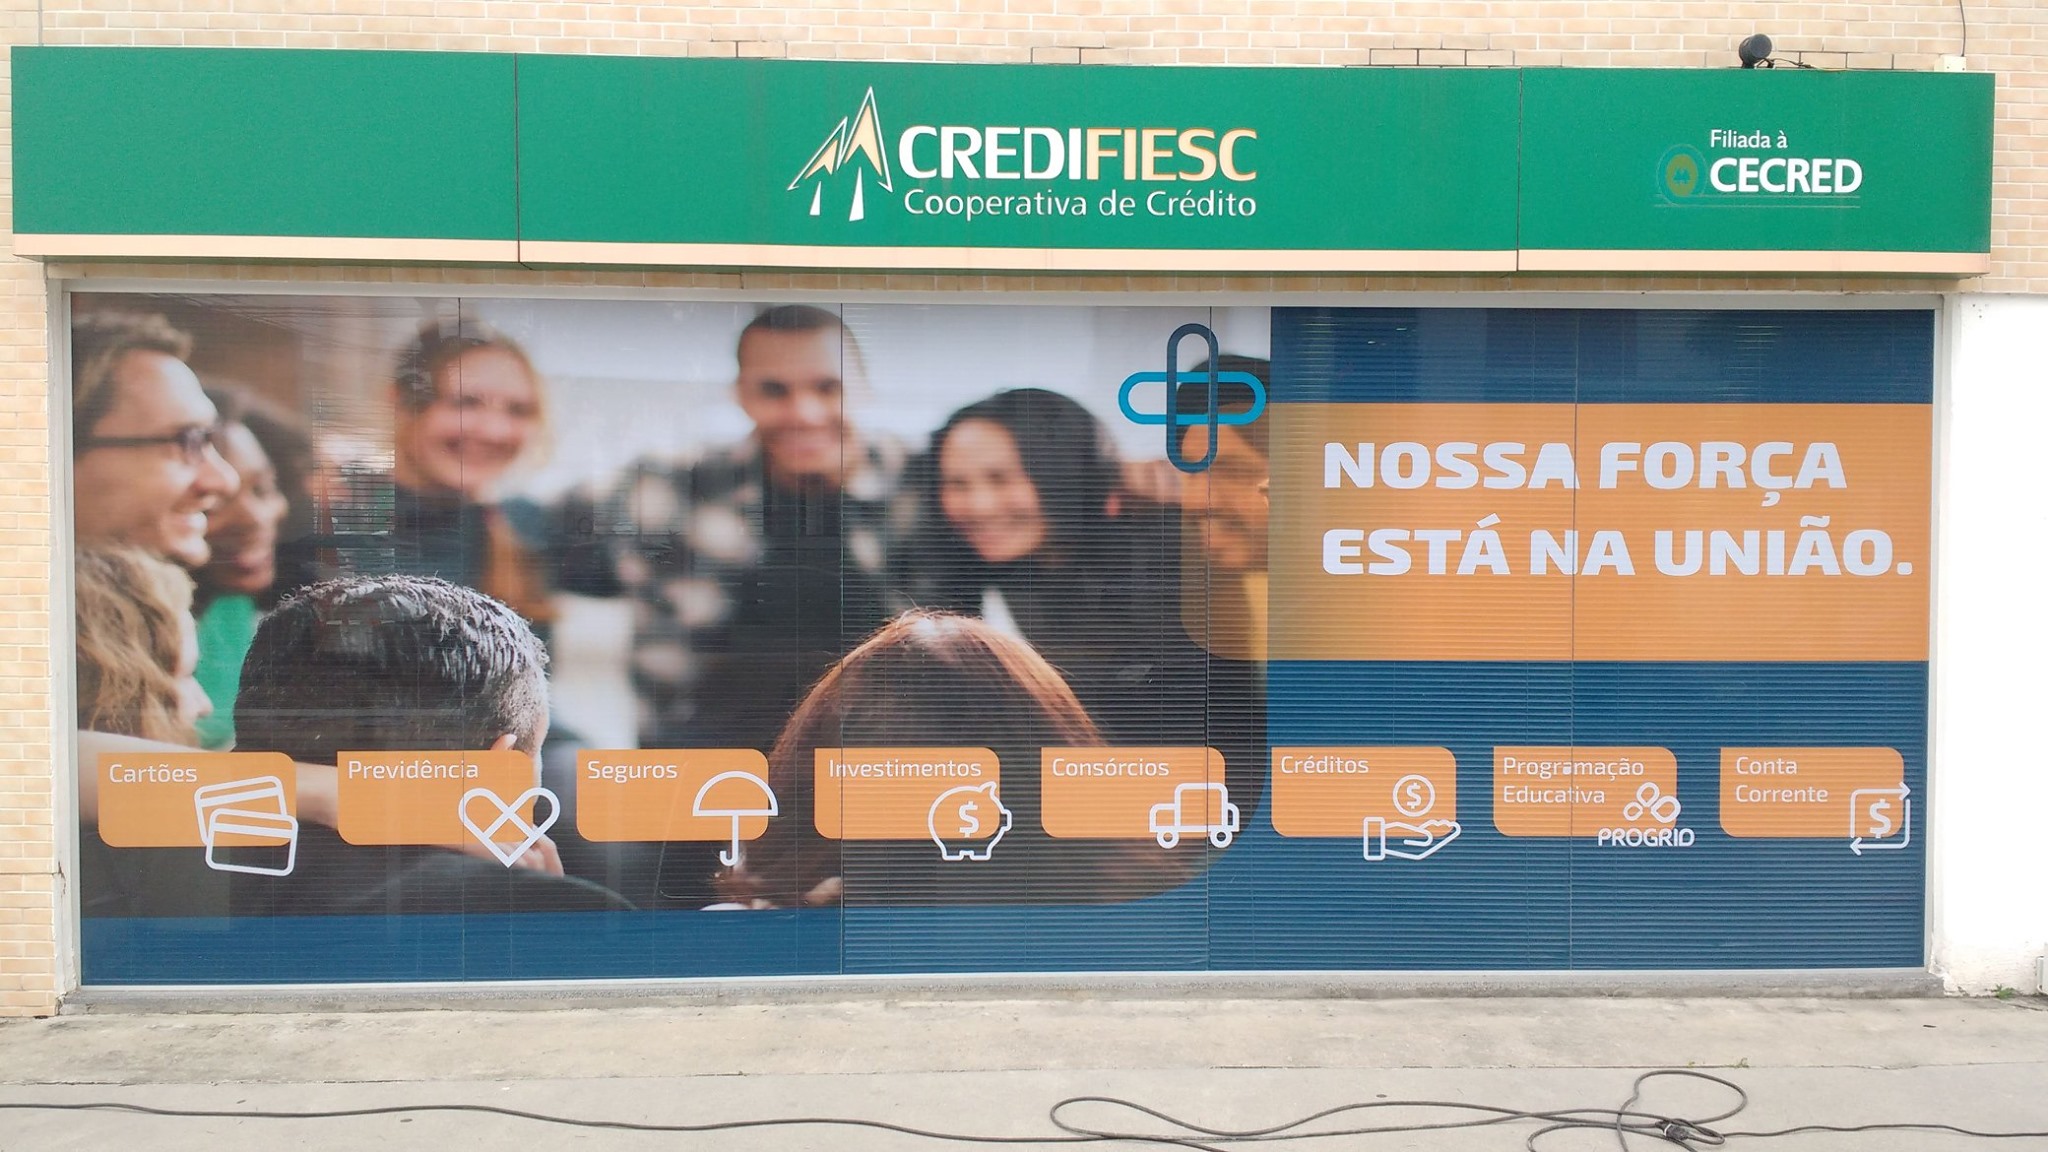 CREDIFIESC
Cooperativa de Crédito
Filiada à
CECRED
NOSSA FORÇA
ESTÁ NA UNIÃO.
Cartões
Previdência
Seguros
Investimentos
Consórcios
Créditos
Programação
Educativa
PROGRID
Conta
Corrente